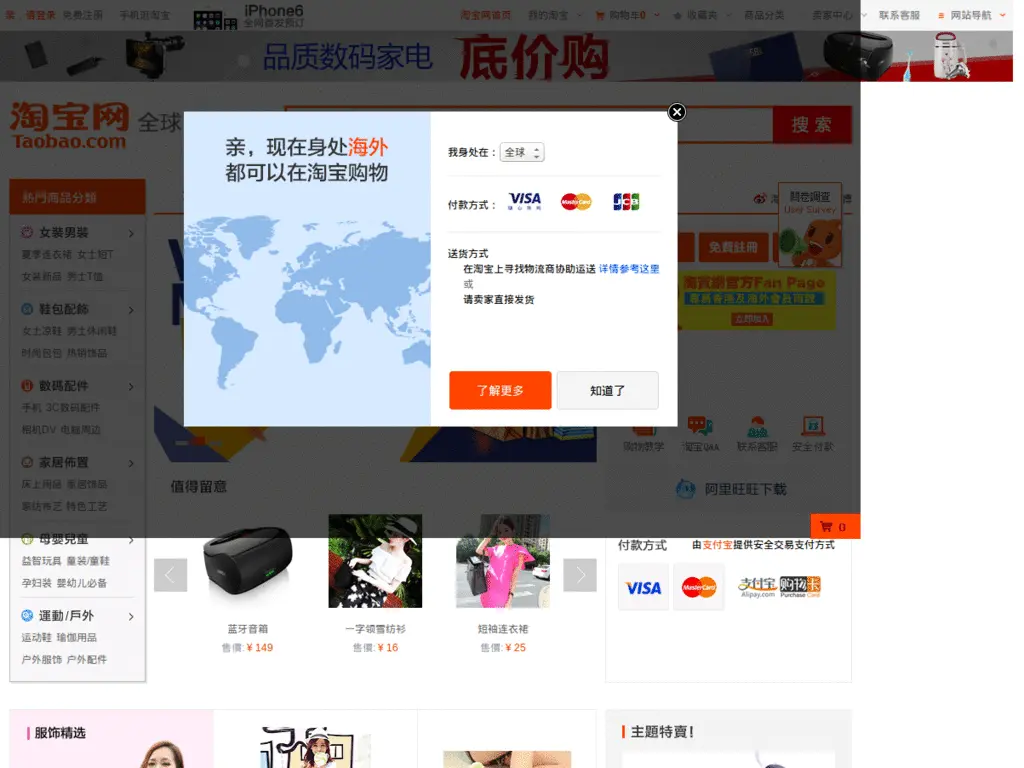 亲，请登录 免费注册 手机逛淘宝
iPhone6
全网首发预订
淘宝网首页 我的淘宝 购物车0 收藏夹 商品分类 卖家中心 联系客服 网站导航
品质数码家电 底价购
淘宝网 全球
Taobao.com
搜 索
亲，现在身处海外
都可以在淘宝购物
我身处在： 全球
付款方式： VISA MasterCard JCB
送货方式
在淘宝上寻找物流商协助运送 详情参考这里
或
请卖家直接发货
了解更多 知道了
熱門商品分類
女裝男裝
夏季连衣裙 女士短T
女装新品 男士T恤
鞋包配飾
女士凉鞋 男士休闲鞋
时尚包包 热销饰品
數碼配件
手机 3C数码配件
相机DV 电脑周边
家居佈置
床上用品 家居饰品
家纺布艺 特色工艺
母嬰兒童
益智玩具 童装/童鞋
孕妇装 婴幼儿必备
運動/戶外
运动鞋 瑜伽用品
户外服饰 户外配件
問卷調查
User Survey
免費註冊
淘我啦官方Fan Page
立即加入
购物教学 淘宝Q&A 联系客服 安全付款
阿里旺旺下载
0
值得留意
蓝牙音箱
售價: ¥ 149
一字领雪纺衫
售價: ¥ 16
短袖连衣裙
售價: ¥ 25
付款方式 由支付宝提供安全交易支付方式
VISA MasterCard 支付宝 购物卡
Alipay.com Purchase Card
服饰精选
主題特賣！